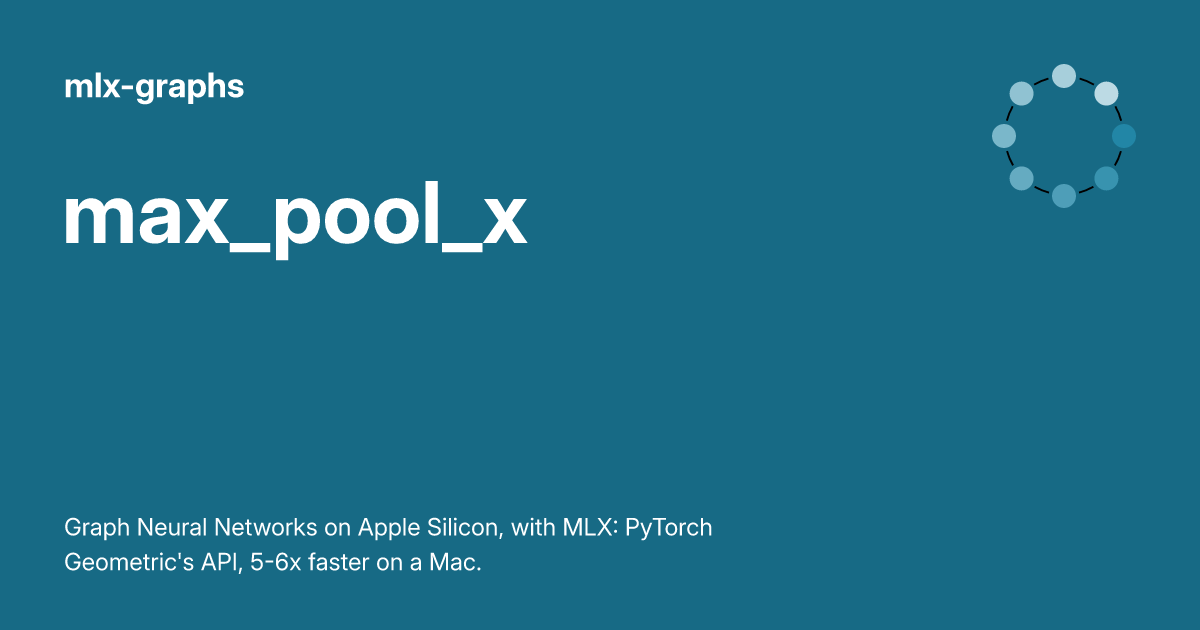 mlx-graphs
max_pool_x
Graph Neural Networks on Apple Silicon, with MLX: PyTorch
Geometric's API, 5-6x faster on a Mac.